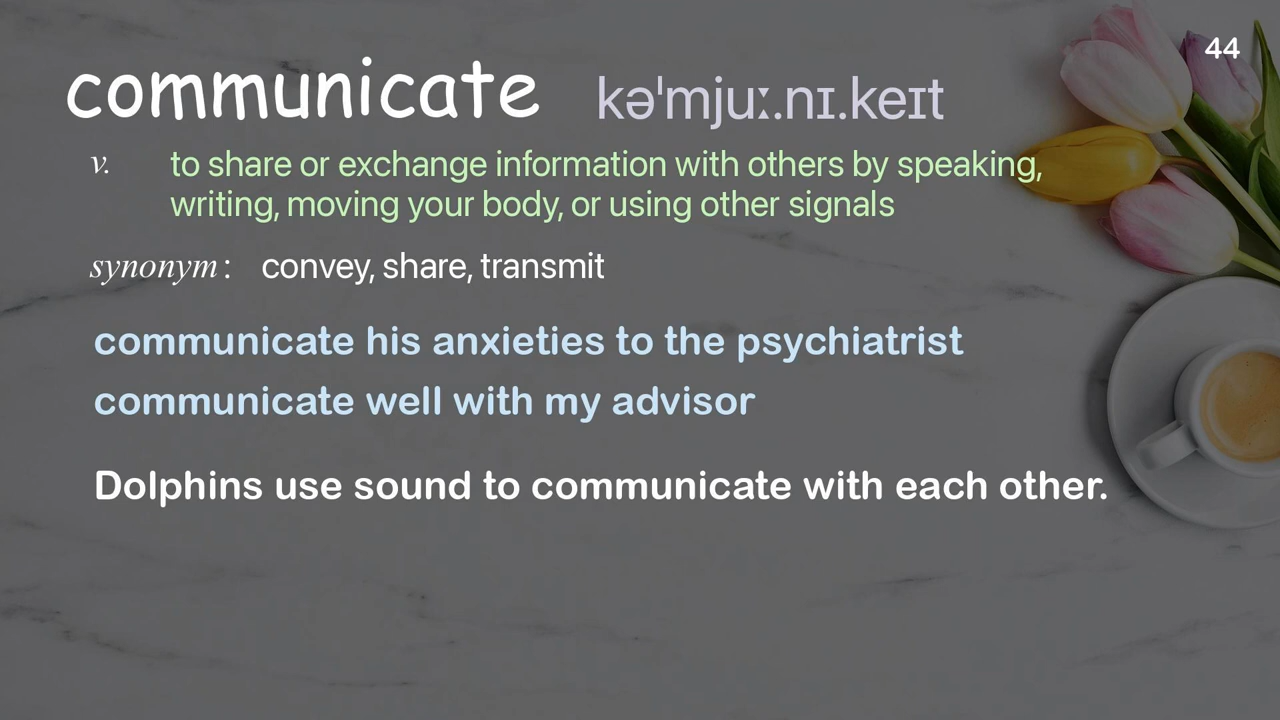 44
communicate kəˈmjuː.nɪ.keɪt
v. to share or exchange information with others by speaking,
writing, moving your body, or using other signals
synonym : convey, share, transmit
communicate his anxieties to the psychiatrist
communicate well with my advisor
Dolphins use sound to communicate with each other.